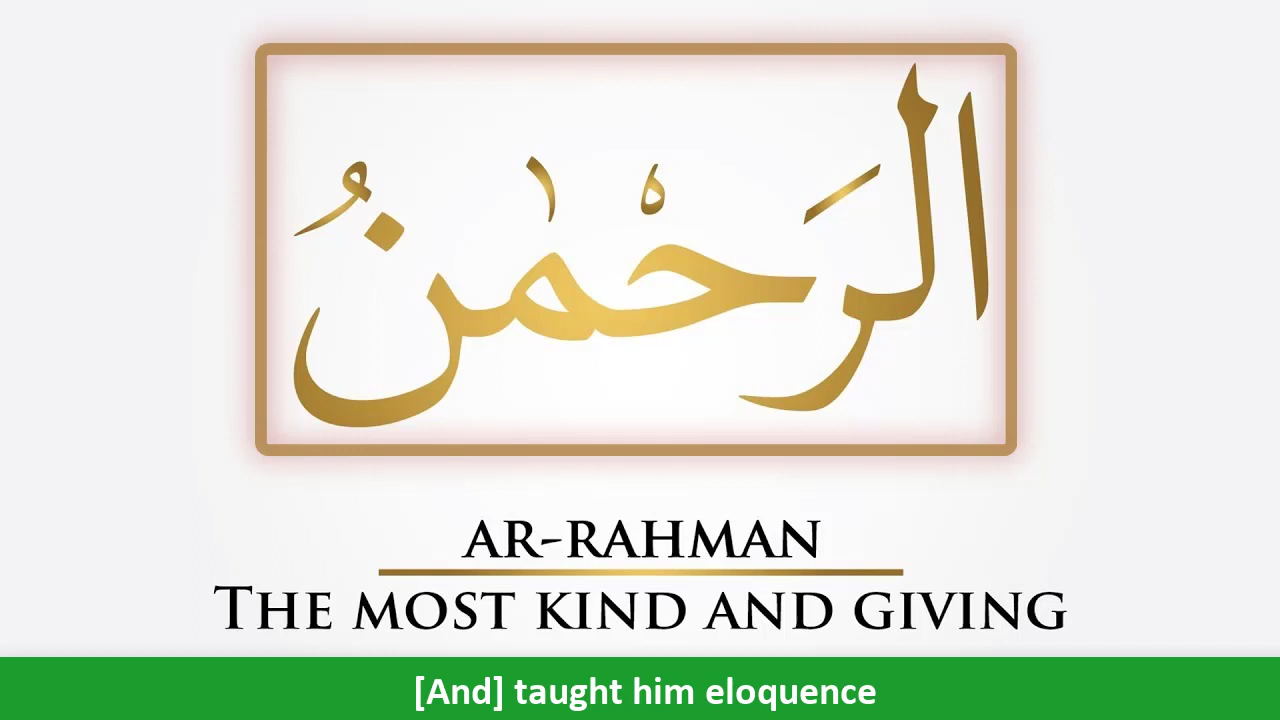 الرَحْمٰنُ
AR-RAHMAN
THE MOST KIND AND GIVING
[And] taught him eloquence